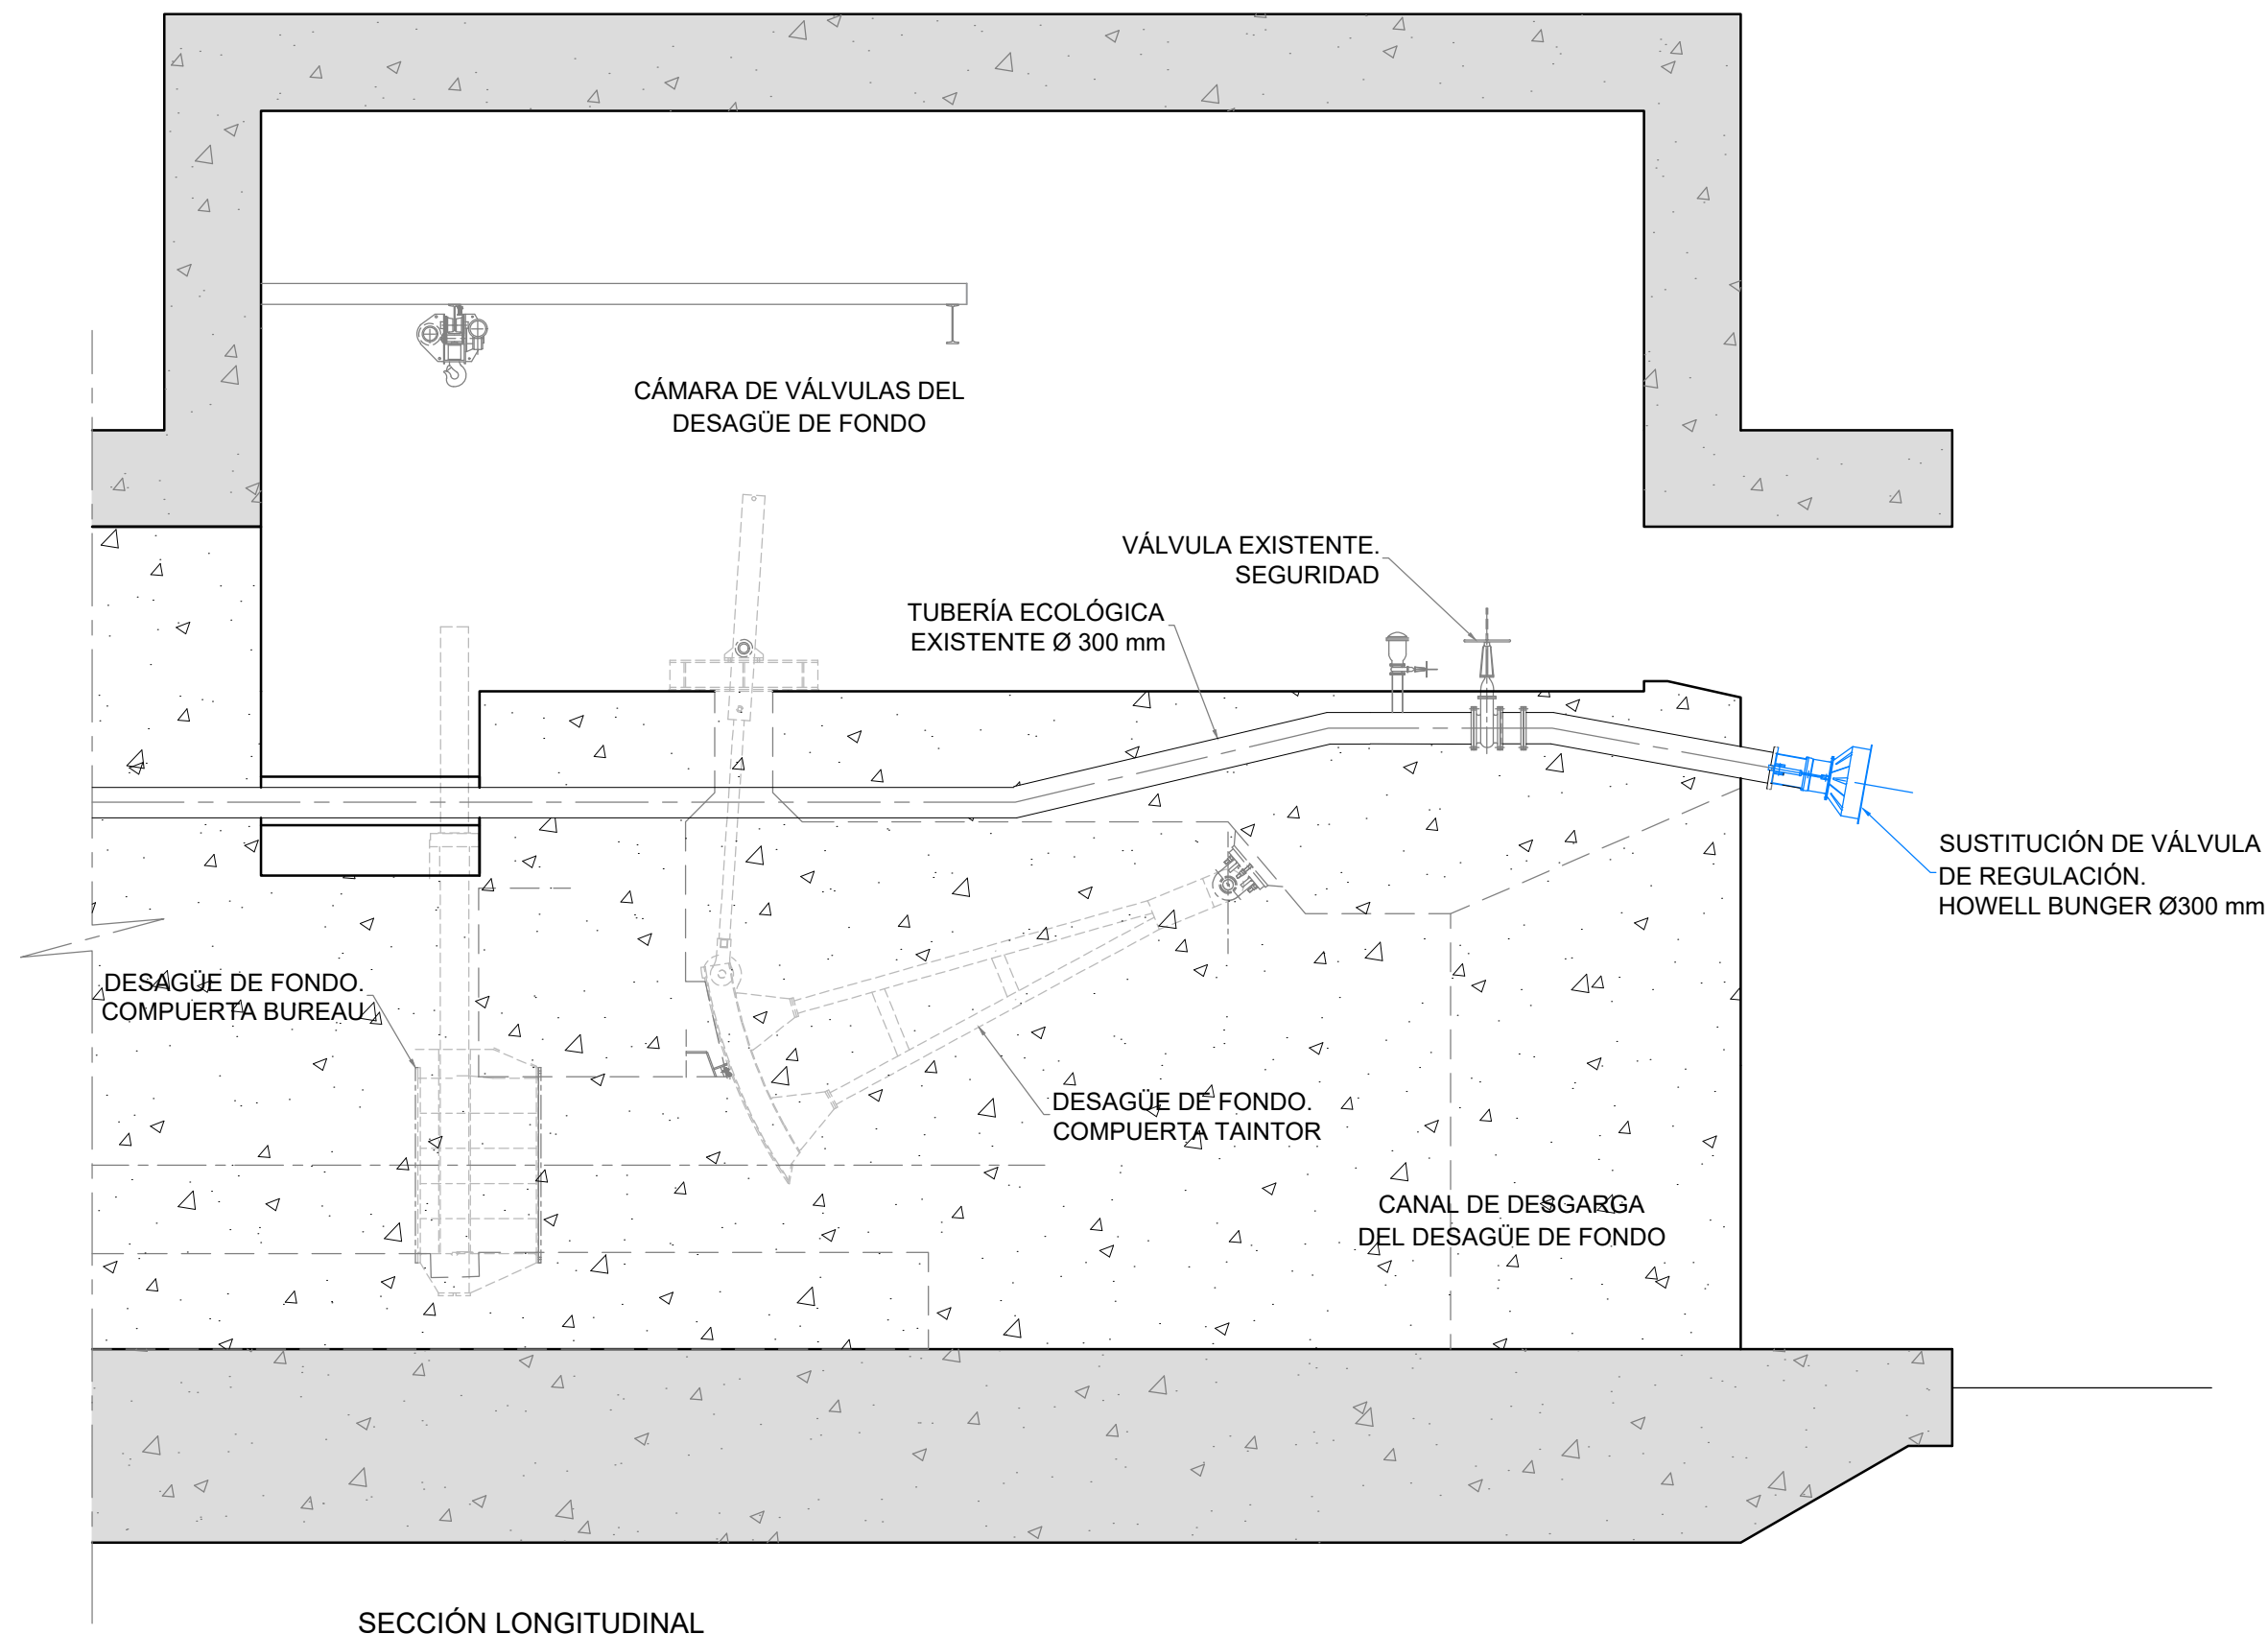 CÁMARA DE VÁLVULAS DEL
DESAGÜE DE FONDO
VÁLVULA EXISTENTE.
SEGURIDAD
TUBERÍA ECOLÓGICA
EXISTENTE Ø 300 mm
SUSTITUCIÓN DE VÁLVULA
DE REGULACIÓN.
HOWELL BUNGER Ø300 mm
DESAGÜE DE FONDO.
COMPUERTA BUREAU
DESAGÜE DE FONDO.
COMPUERTA TAINTOR
CANAL DE DESGARGA
DEL DESAGÜE DE FONDO
SECCIÓN LONGITUDINAL